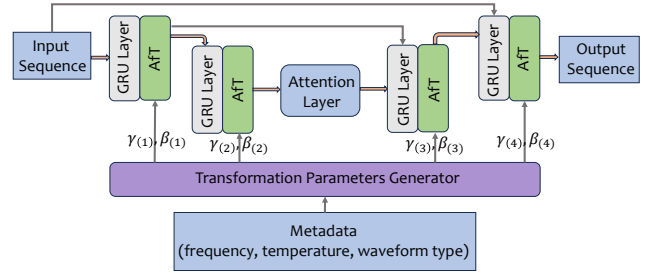 Input
Sequence
GRU Layer
AfT
GRU Layer
AfT
Attention
Layer
GRU Layer
AfT
GRU Layer
AfT
Output
Sequence
γ(1), β(1)
γ(2), β(2)
γ(3), β(3)
γ(4), β(4)
Transformation Parameters Generator
Metadata
(frequency, temperature, waveform type)